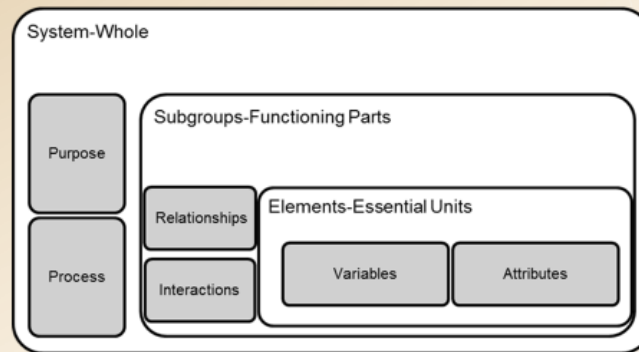 System-Whole
Subgroups-Functioning Parts
Purpose
Relationships
Elements-Essential Units
Process
Interactions
Variables
Attributes